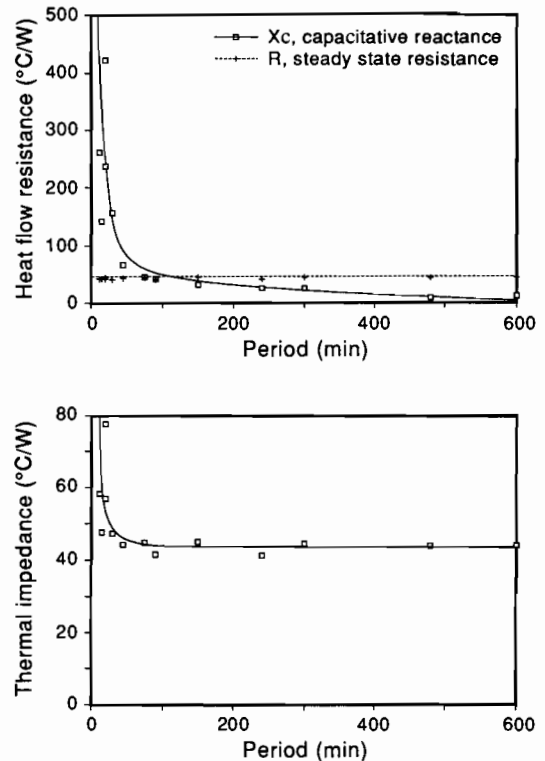 Heat flow resistance (°C/W)
500
400
300
200
100
0
Xc, capacitative reactance
R, steady state resistance
0 200 400 600
Period (min)
Thermal impedance (°C/W)
80
60
40
20
0
0 200 400 600
Period (min)